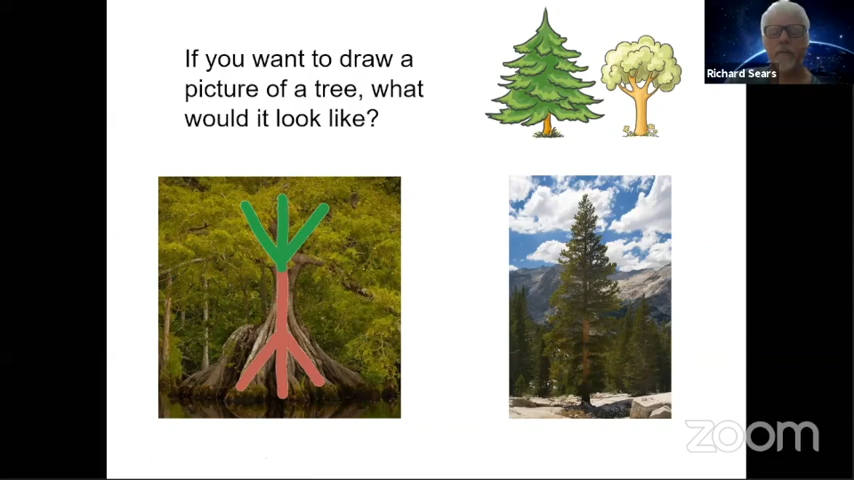 If you want to draw a
picture of a tree, what
would it look like?
Richard Sears
zoom